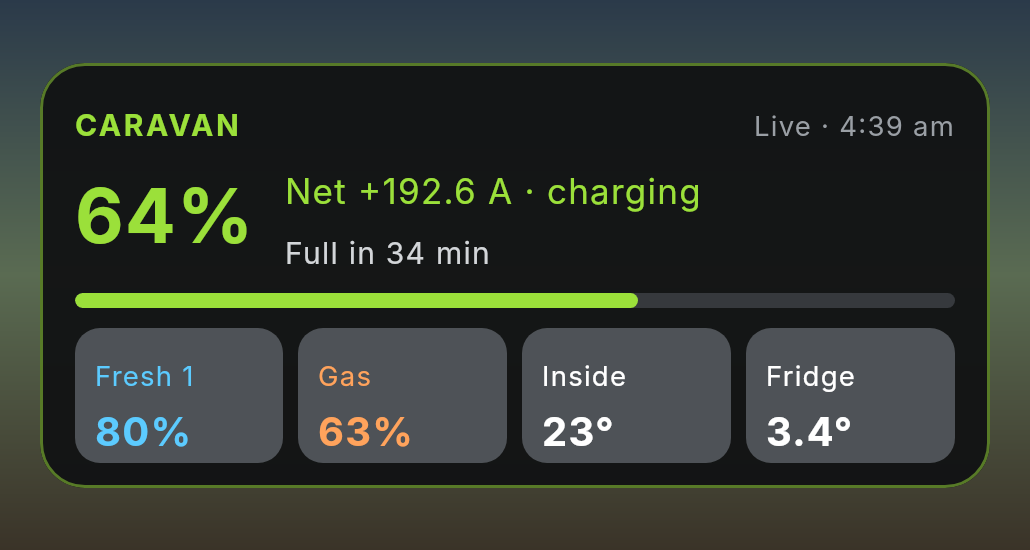 CARAVAN
Live · 4:39 am
64%
Net +192.6 A · charging
Full in 34 min
Fresh 1
Gas
Inside
Fridge
80%
63%
23°
3.4°